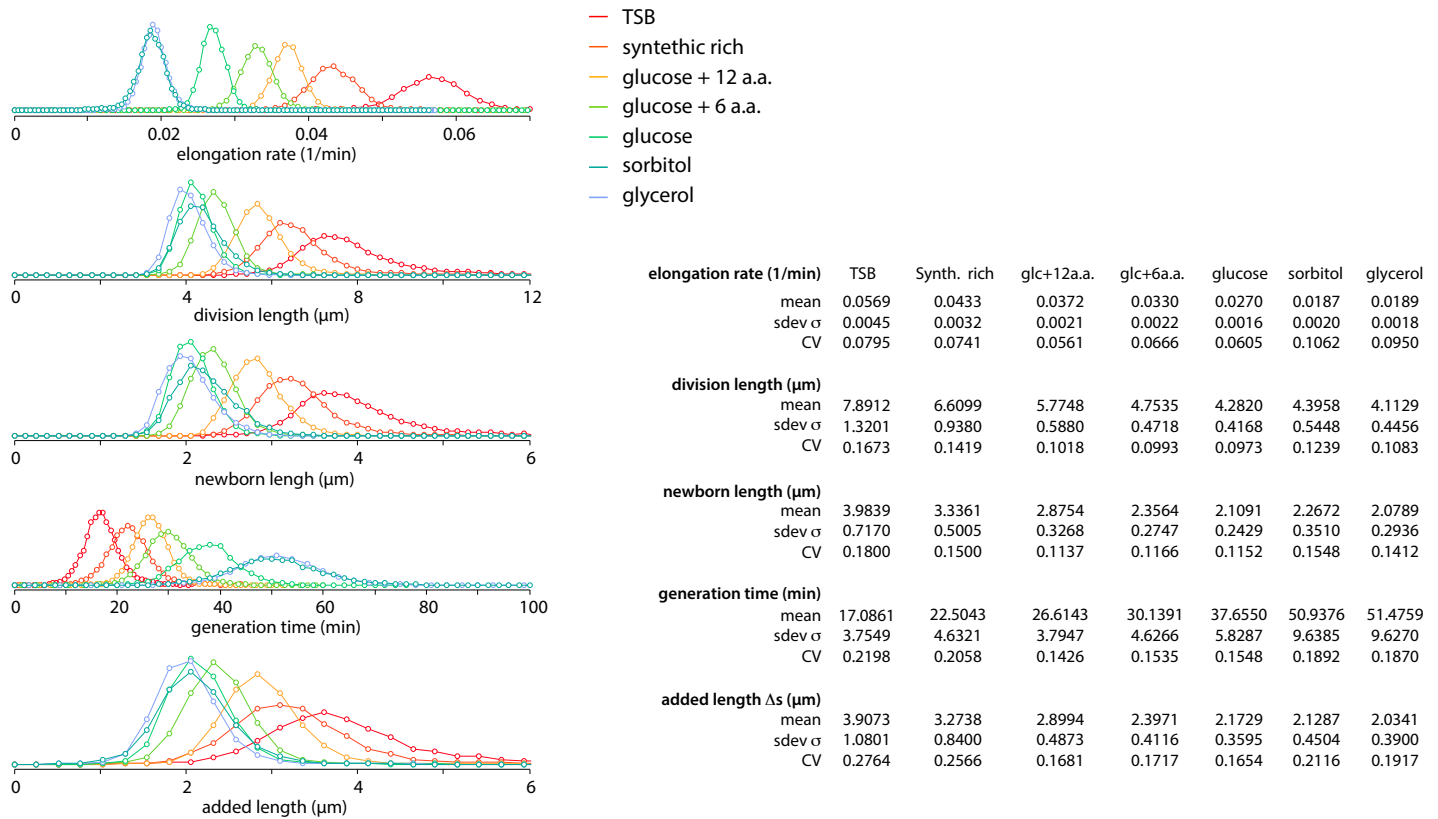 0 0.02 0.04 0.06
elongation rate (1/min)
0 4 8 12
division length (µm)
0 2 4 6
newborn lengh (µm)
0 20 40 60 80 100
generation time (min)
0 2 4 6
added length (µm)
TSB
syntethic rich
glucose + 12 a.a.
glucose + 6 a.a.
glucose
sorbitol
glycerol
elongation rate (1/min) TSB Synth. rich glc+12a.a. glc+6a.a. glucose sorbitol glycerol
mean 0.0569 0.0433 0.0372 0.0330 0.0270 0.0187 0.0189
sdev σ 0.0045 0.0032 0.0021 0.0022 0.0016 0.0020 0.0018
CV 0.0795 0.0741 0.0561 0.0666 0.0605 0.1062 0.0950
division length (µm)
mean 7.8912 6.6099 5.7748 4.7535 4.2820 4.3958 4.1129
sdev σ 1.3201 0.9380 0.5880 0.4718 0.4168 0.5448 0.4456
CV 0.1673 0.1419 0.1018 0.0993 0.0973 0.1239 0.1083
newborn length (µm)
mean 3.9839 3.3361 2.8754 2.3564 2.1091 2.2672 2.0789
sdev σ 0.7170 0.5005 0.3268 0.2747 0.2429 0.3510 0.2936
CV 0.1800 0.1500 0.1137 0.1166 0.1152 0.1548 0.1412
generation time (min)
mean 17.0861 22.5043 26.6143 30.1391 37.6550 50.9376 51.4759
sdev σ 3.7549 4.6321 3.7947 4.6266 5.8287 9.6385 9.6270
CV 0.2198 0.2058 0.1426 0.1535 0.1548 0.1892 0.1870
added length Δs (µm)
mean 3.9073 3.2738 2.8994 2.3971 2.1729 2.1287 2.0341
sdev σ 1.0801 0.8400 0.4873 0.4116 0.3595 0.4504 0.3900
CV 0.2764 0.2566 0.1681 0.1717 0.1654 0.2116 0.1917